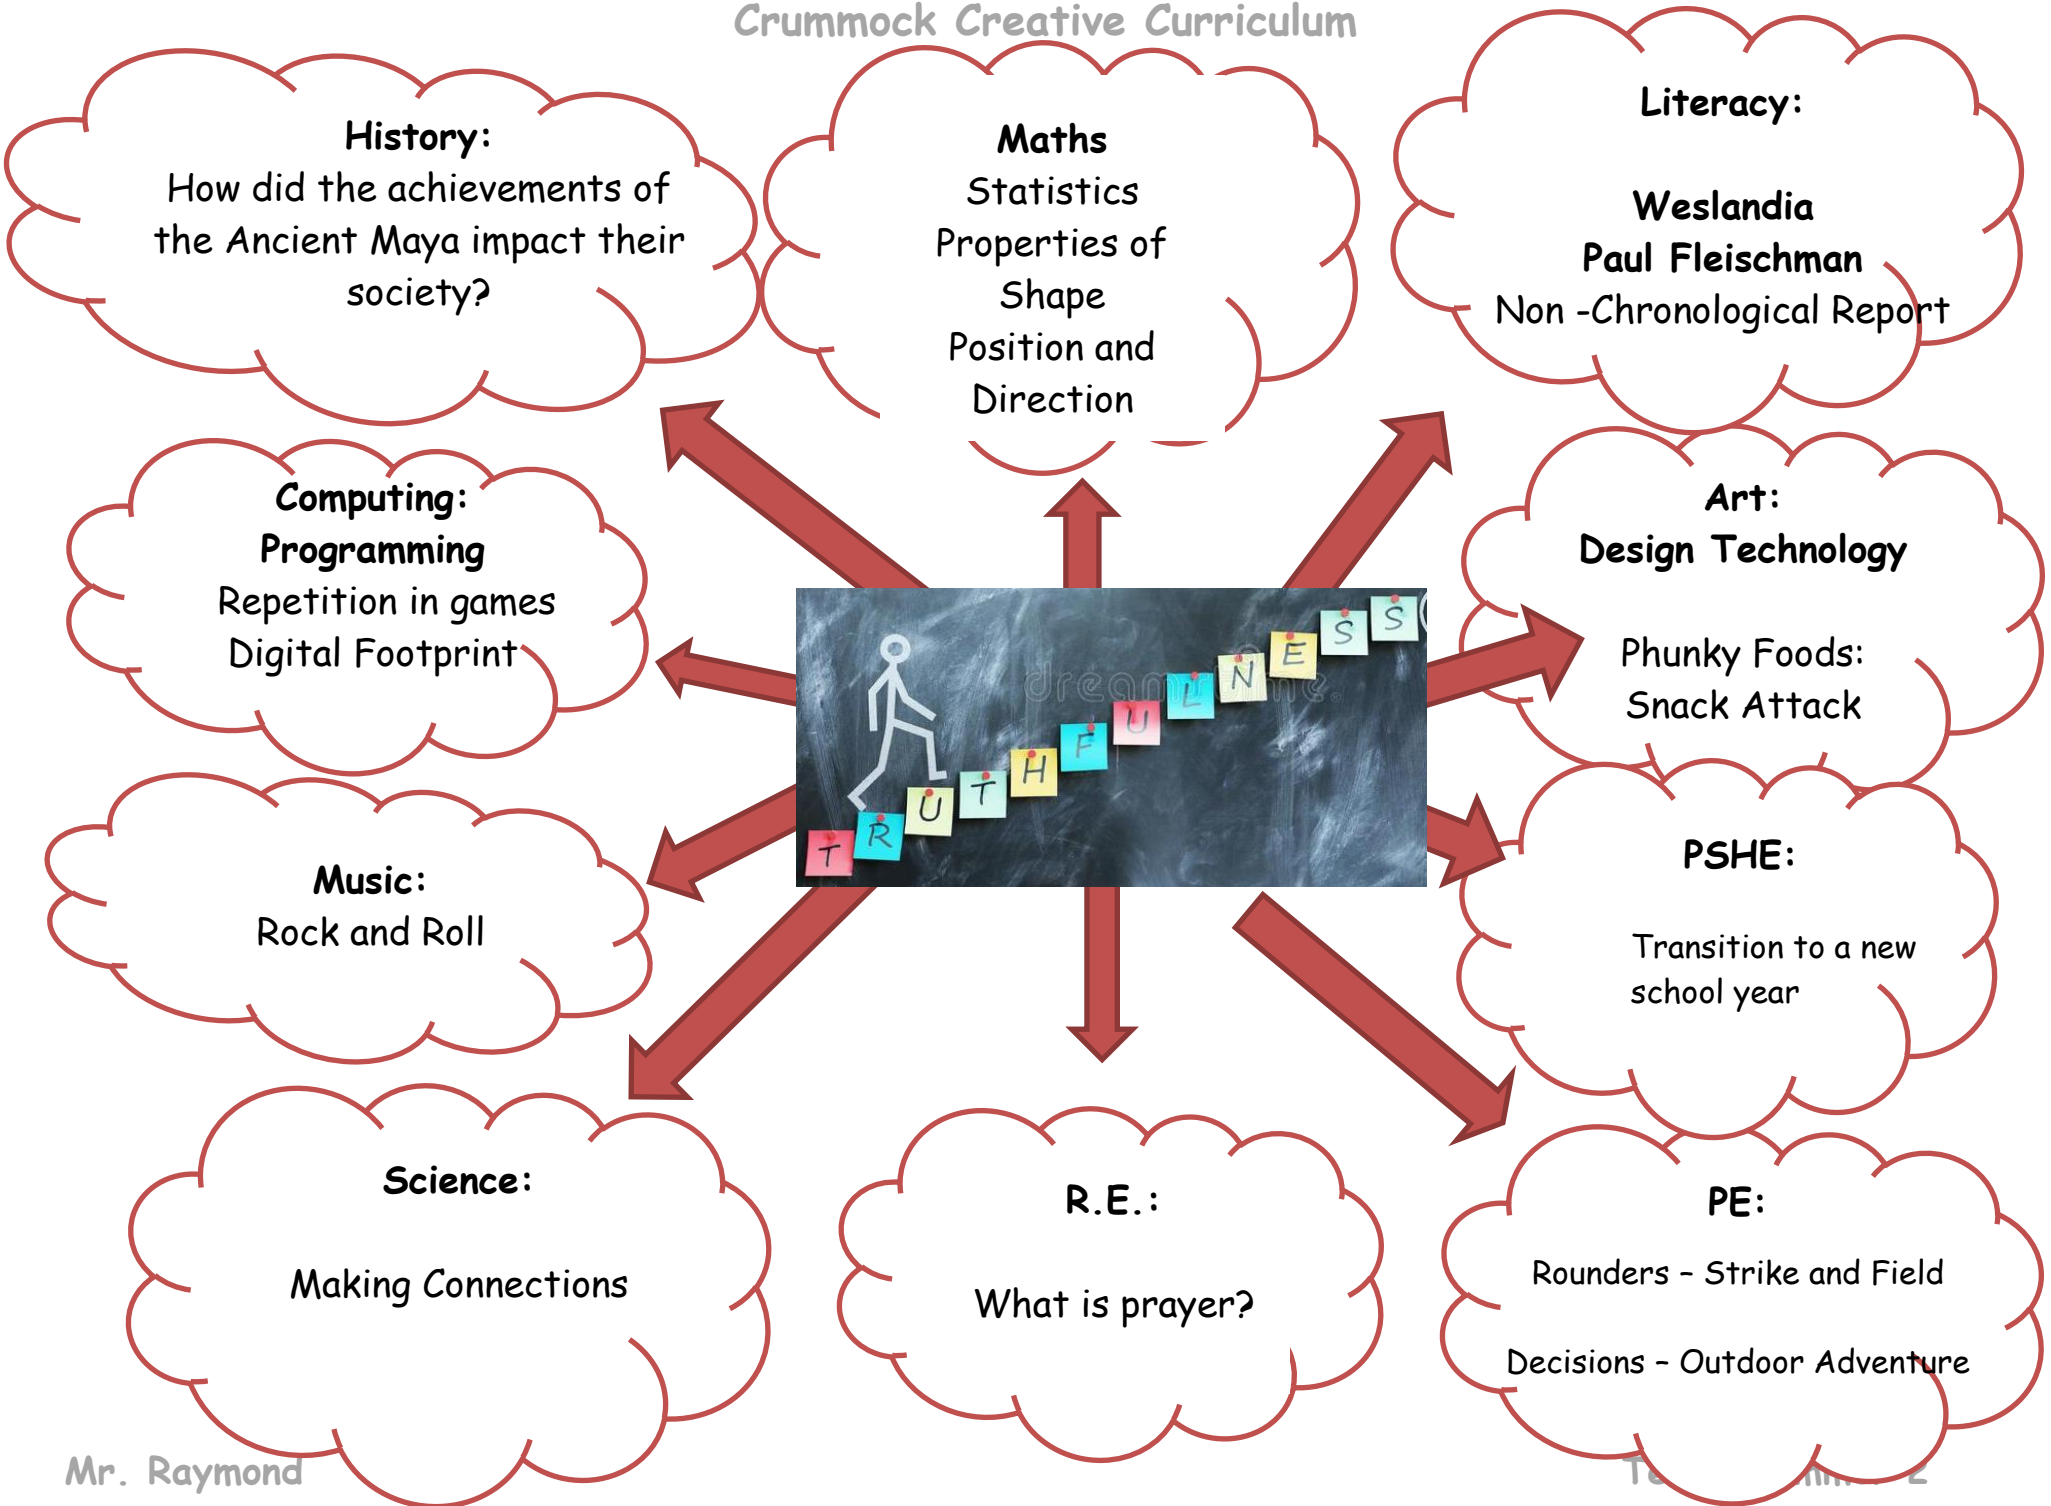 Crummock Creative Curriculum
History:
How did the achievements of
the Ancient Maya impact their
society?
Maths
Statistics
Properties of
Shape
Position and
Direction
Literacy:
Weslandia
Paul Fleischman
Non -Chronological Report
Computing:
Programming
Repetition in games
Digital Footprint
Art:
Design Technology
Phunky Foods:
Snack Attack
TRUTHFULNESS
dreamstime.
Music:
Rock and Roll
PSHE:
Transition to a new
school year
Science:
Making Connections
R.E.:
What is prayer?
PE:
Rounders – Strike and Field
Decisions – Outdoor Adventure
Mr. Raymond
2